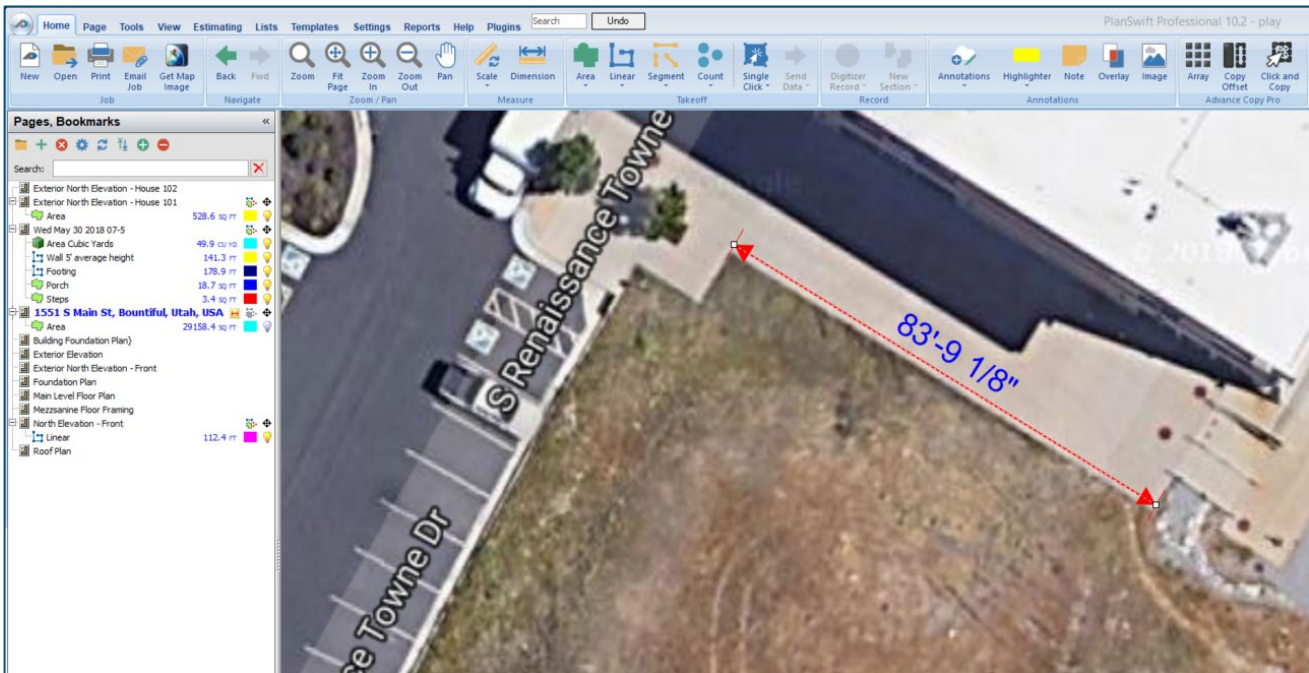 Home Page Tools View Estimating Lists Templates Settings Reports Help Plugins Search Undo PlanSwift Professional 10.2 - play
New Open Print Email Job Get Map Image Back Fwd Zoom Fit Page Zoom In Zoom Out Pan Scale Dimension Area Linear Segment Count Single Click Send Data Digitizer Record New Section Annotations Highlighter Note Overlay Image Array Copy Offset Click and Copy
Job Navigate Zoom / Pan Measure Takeoff Record Annotations Advance Copy Pro
Pages, Bookmarks «
Search:
Exterior North Elevation - House 102
Exterior North Elevation - House 101
Area 528.6 SQ FT
Wed May 30 2018 07-5
Area Cubic Yards 49.9 CU YD
Wall 5' average height 141.3 FT
Footing 178.9 FT
Porch 18.7 SQ FT
Steps 3.4 SQ FT
1551 S Main St, Bountiful, Utah, USA
Area 29158.4 SQ FT
Building Foundation Plan}
Exterior Elevation
Exterior North Elevation - Front
Foundation Plan
Main Level Floor Plan
Mezzsanine Floor Framing
North Elevation - Front
Linear 112.4 FT
Roof Plan
S Renaissance Towne
83'-9 1/8"
ce Towne Dr